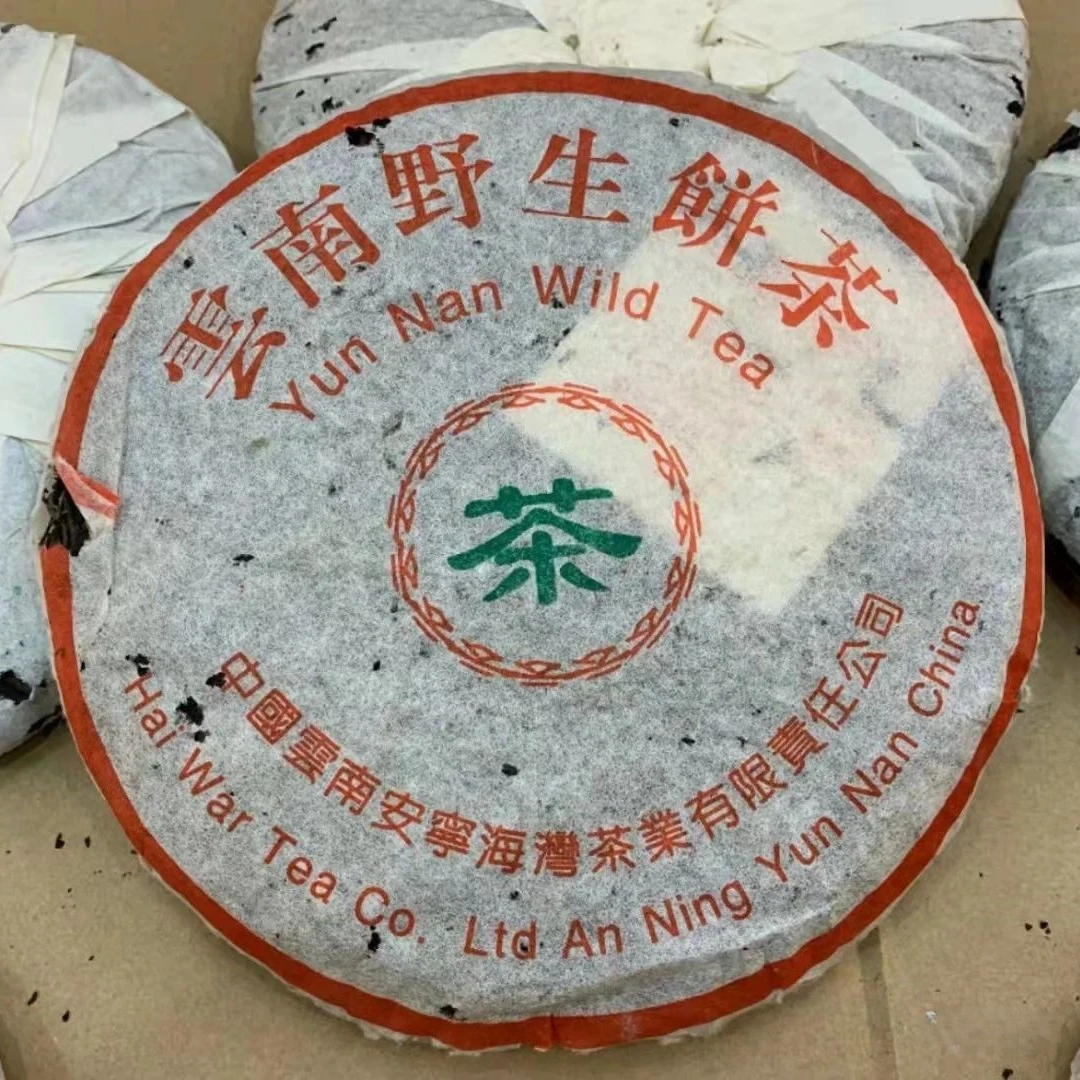 雲南野生餅茶
Yun Nan Wild Tea
茶
中國雲南安寧海灣茶業有限責任公司
Hai War Tea Co. Ltd An Ning Yun Nan China